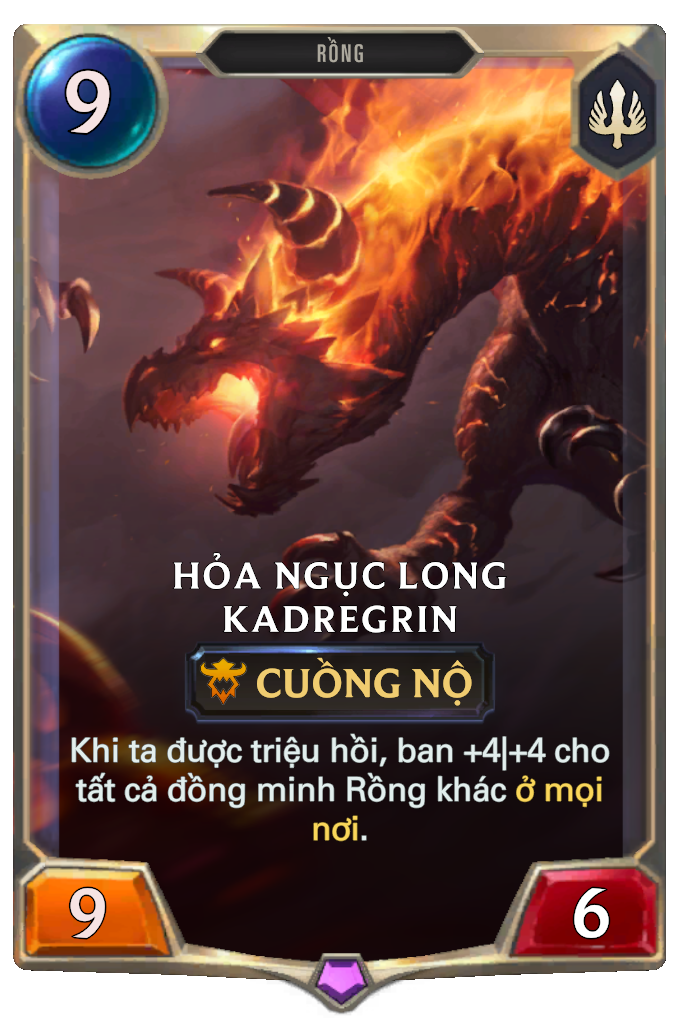 RỒNG
9
HỎA NGỤC LONG
KADREGRIN
CUỒNG NỘ
Khi ta được triệu hồi, ban +4|+4 cho
tất cả đồng minh Rồng khác ở mọi
nơi.
9
6